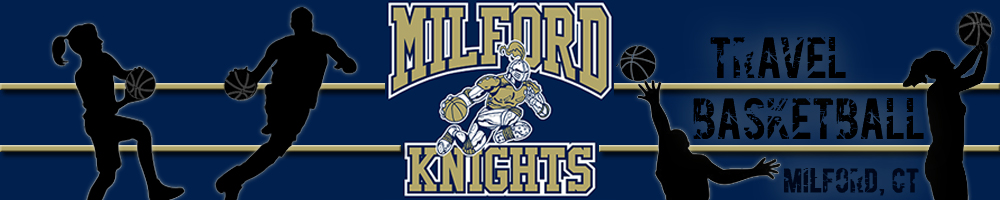 MILFORD
KNIGHTS
TRAVEL
BASKETBALL
MILFORD, CT